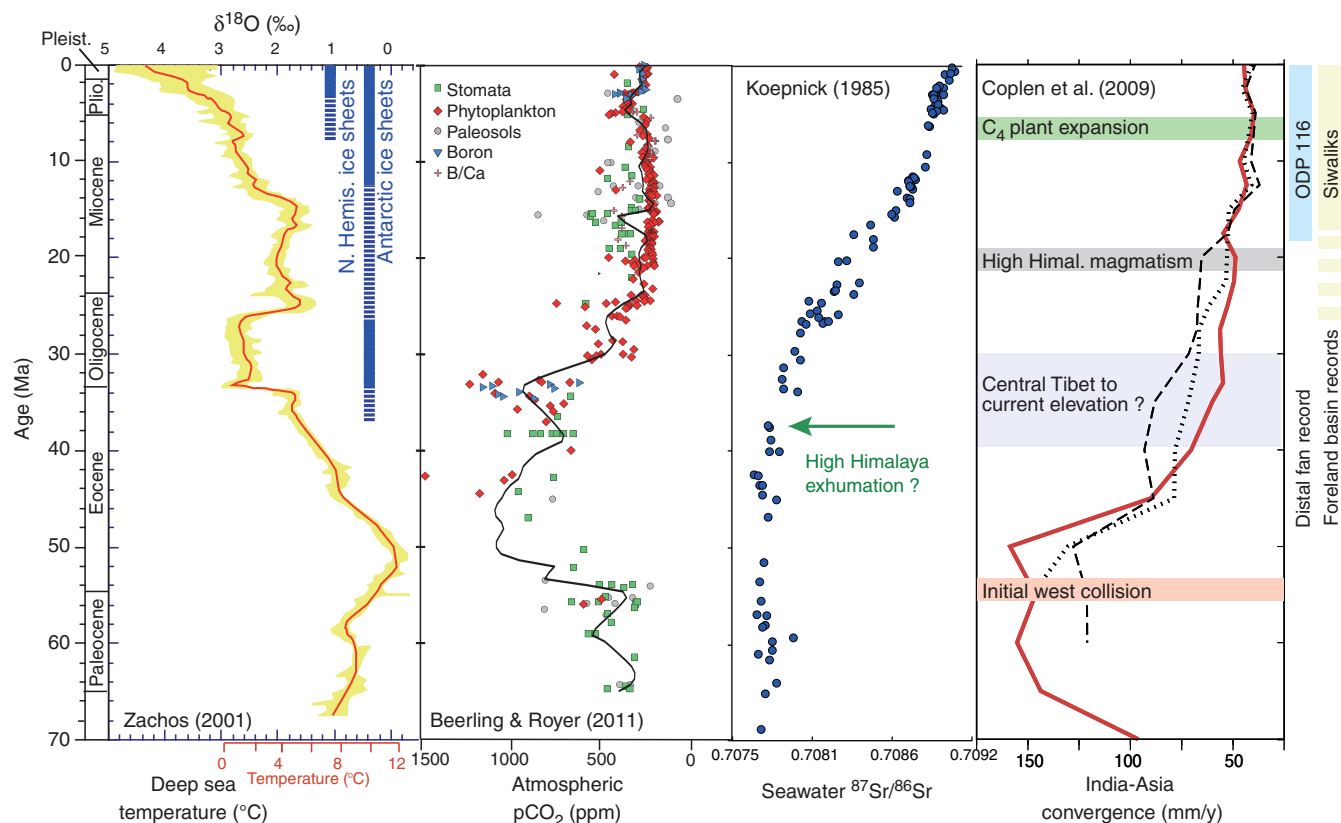 δ18O (‰)
Pleist.
5 4 3 2 1 0
0
10
20
30
40
50
60
70
Age (Ma)
Plio.
Miocene
Oligocene
Eocene
Paleocene
N. Hemis. ice sheets
Antarctic ice sheets
Zachos (2001)
0 4 8 12
Temperature (°C)
Deep sea
temperature (°C)
Stomata
Phytoplankton
Paleosols
Boron
B/Ca
Beerling & Royer (2011)
1500 1000 500 0
Atmospheric
pCO2 (ppm)
Koepnick (1985)
High Himalaya
exhumation ?
0.7075 0.7081 0.7086 0.7092
Seawater 87Sr/86Sr
Coplen et al. (2009)
C4 plant expansion
High Himal. magmatism
Central Tibet to
current elevation ?
Initial west collision
150 100 50
India-Asia
convergence (mm/y)
ODP 116
Distal fan record
Siwaliks
Foreland basin records